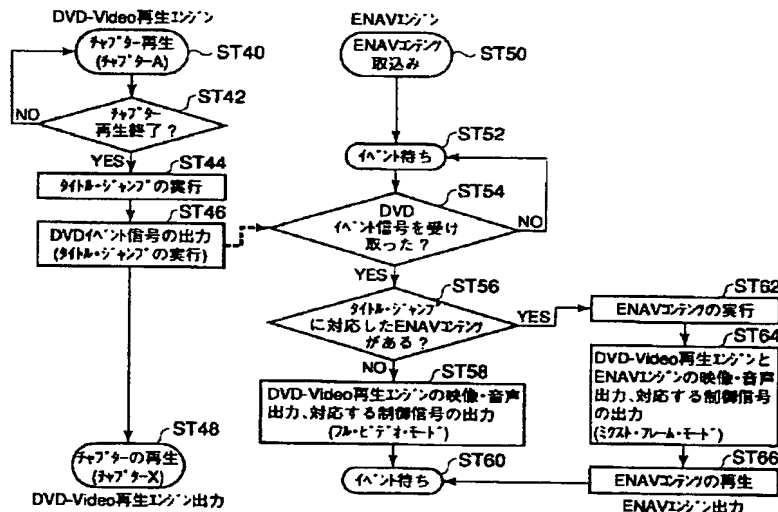 DVD-Video再生エンジン
チャプター再生
(チャプターA)
ST40
NO
ST42
チャプター
再生終了？
YES
ST44
タイトル・ジャンプの実行
ST46
DVDイベント信号の出力
(タイトル・ジャンプの実行)
ST48
チャプターの再生
(チャプターX)
DVD-Video再生エンジン出力
ENAVエンジン
ENAVコンテンツ
取込み
ST50
ST52
イベント待ち
ST54
DVD
イベント信号を受け
取った？
NO
YES
ST56
タイトル・ジャンプ
に対応したENAVコンテンツ
がある？
YES
NO
ST58
DVD-Video再生エンジンの映像・音声
出力、対応する制御信号の出力
(フル・ビデオ・モード)
ST60
イベント待ち
ST62
ENAVコンテンツの実行
ST64
DVD-Video再生エンジンと
ENAVエンジンの映像・音声
出力、対応する制御信号
の出力
(ミクスト・フレーム・モード)
ST66
ENAVコンテンツの再生
ENAVエンジン出力